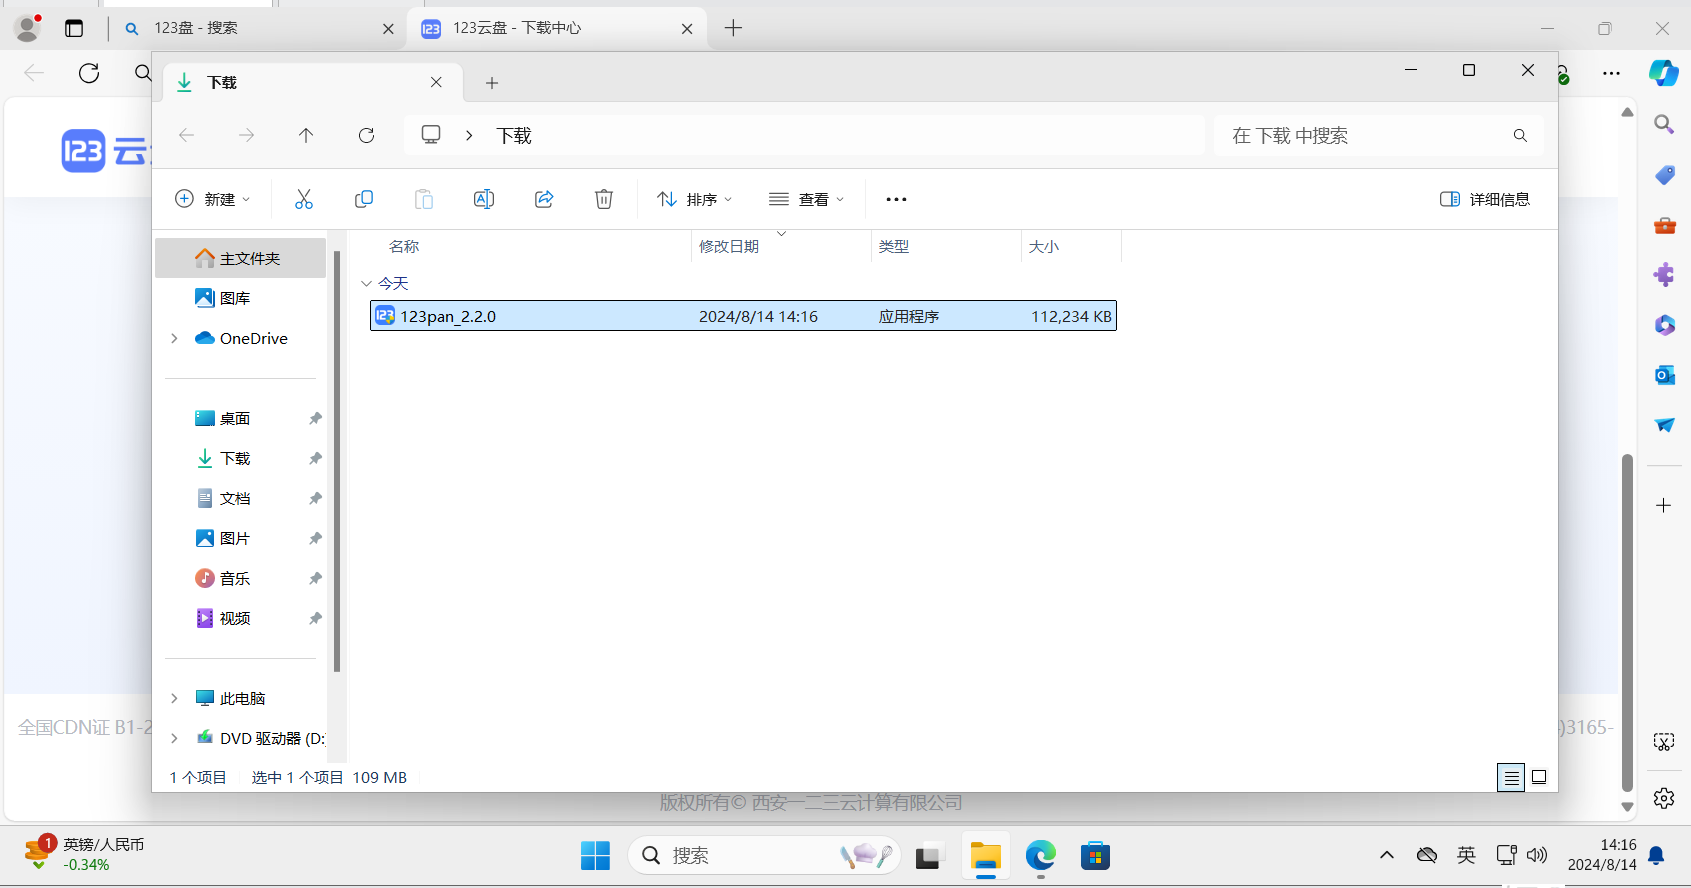 123盘 - 搜索
123云盘 - 下载中心
下载
下载
在 下载 中搜索
123 云
新建
排序
查看
详细信息
名称
修改日期
类型
大小
主文件夹
图库
OneDrive
今天
123pan_2.2.0
2024/8/14 14:16
应用程序
112,234 KB
桌面
下载
文档
图片
音乐
视频
此电脑
DVD 驱动器 (D:
全国CDN证 B1-2
)3165-
1 个项目
选中 1 个项目 109 MB
版权所有© 西安一二三云计算有限公司
1
英镑/人民币
-0.34%
搜索
英
14:16
2024/8/14